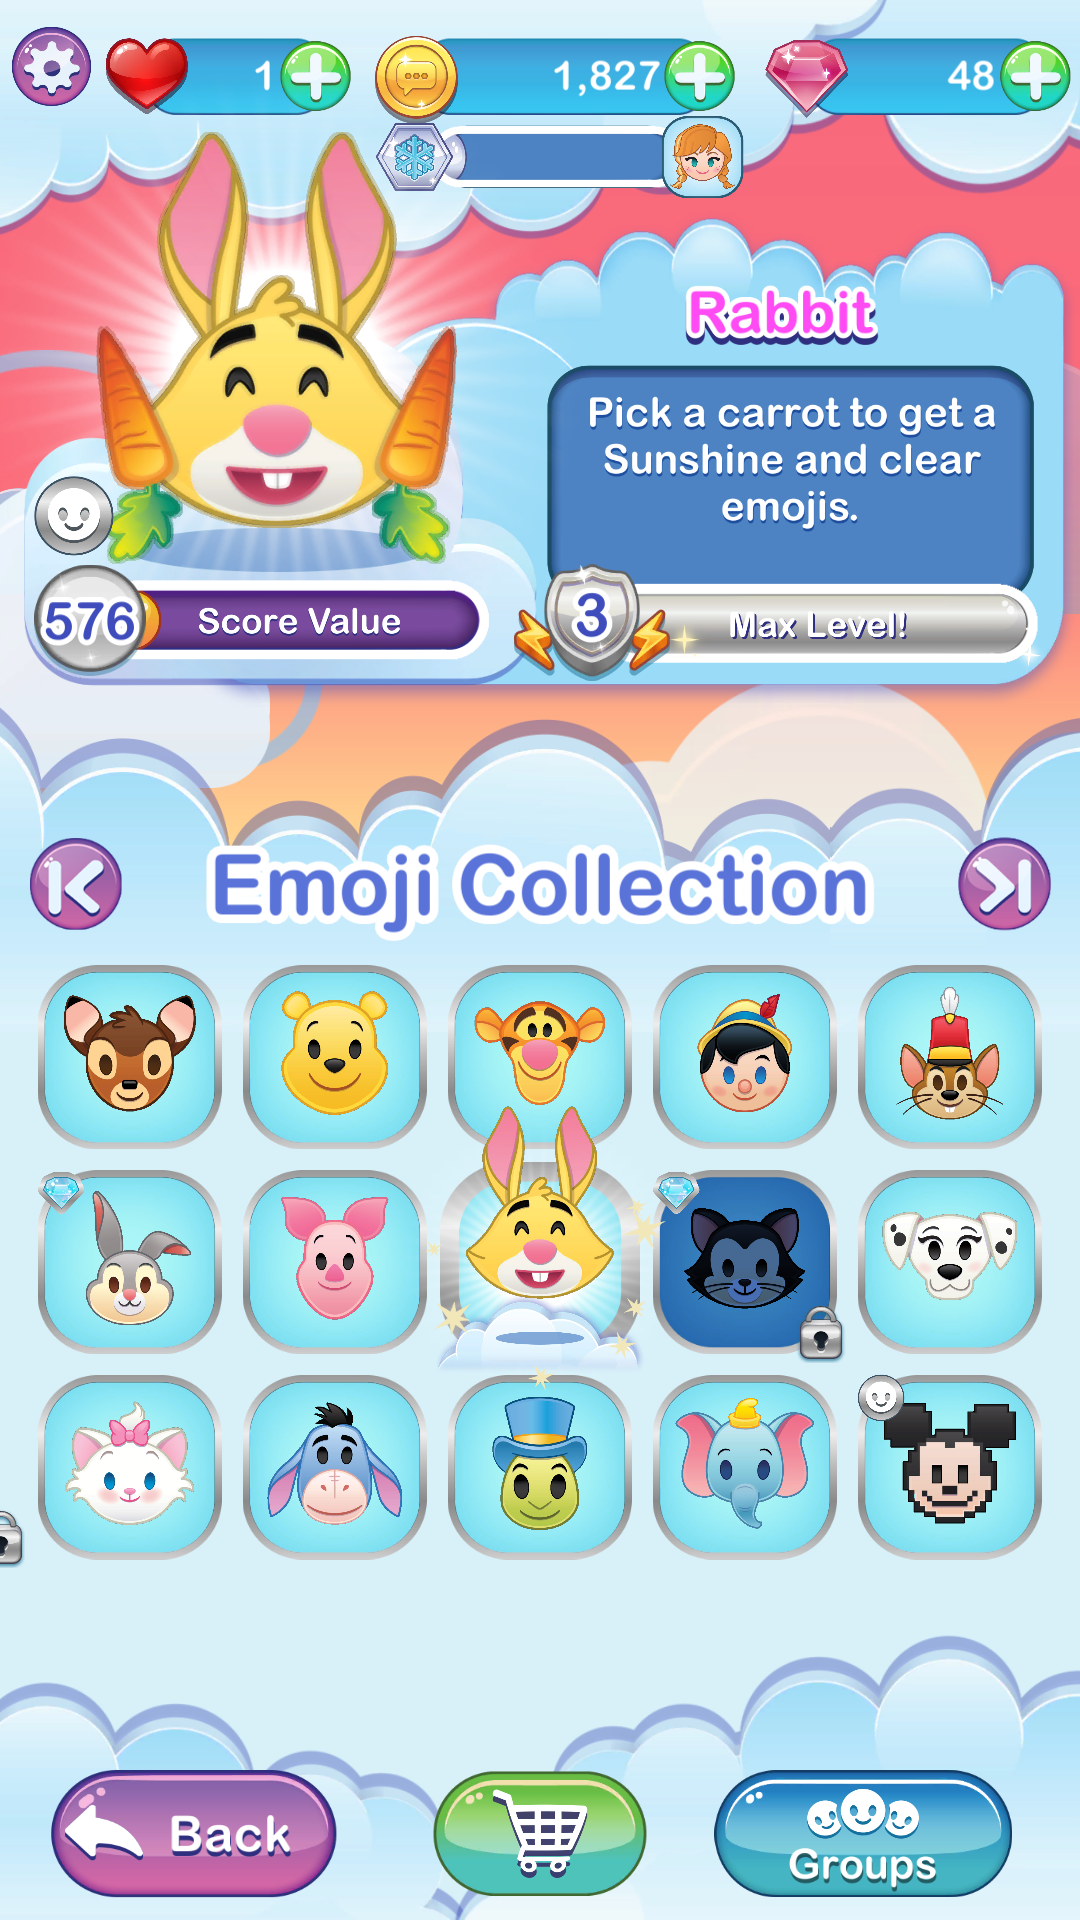 1
1,827
48
Rabbit
Pick a carrot to get a
Sunshine and clear
emojis.
576
Score Value
3
Max Level!
Emoji Collection
Back
Groups